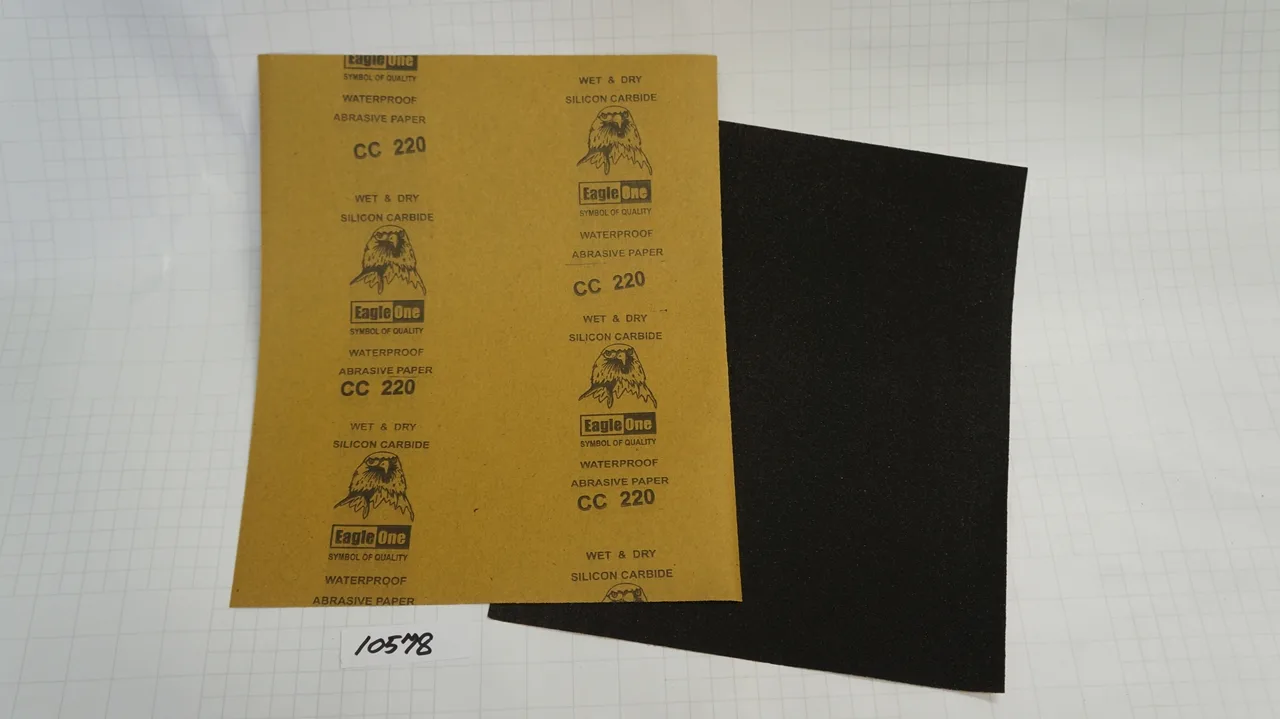 Eagle One
SYMBOL OF QUALITY
WATERPROOF
ABRASIVE PAPER
CC 220
WET & DRY
SILICON CARBIDE
Eagle One
SYMBOL OF QUALITY
WATERPROOF
ABRASIVE PAPER
CC 220
WET & DRY
SILICON CARBIDE
Eagle One
SYMBOL OF QUALITY
WATERPROOF
ABRASIVE PAPER
WET & DRY
SILICON CARBIDE
Eagle One
SYMBOL OF QUALITY
WATERPROOF
ABRASIVE PAPER
CC 220
WET & DRY
SILICON CARBIDE
Eagle One
SYMBOL OF QUALITY
WATERPROOF
ABRASIVE PAPER
CC 220
WET & DRY
SILICON CARBIDE
10578